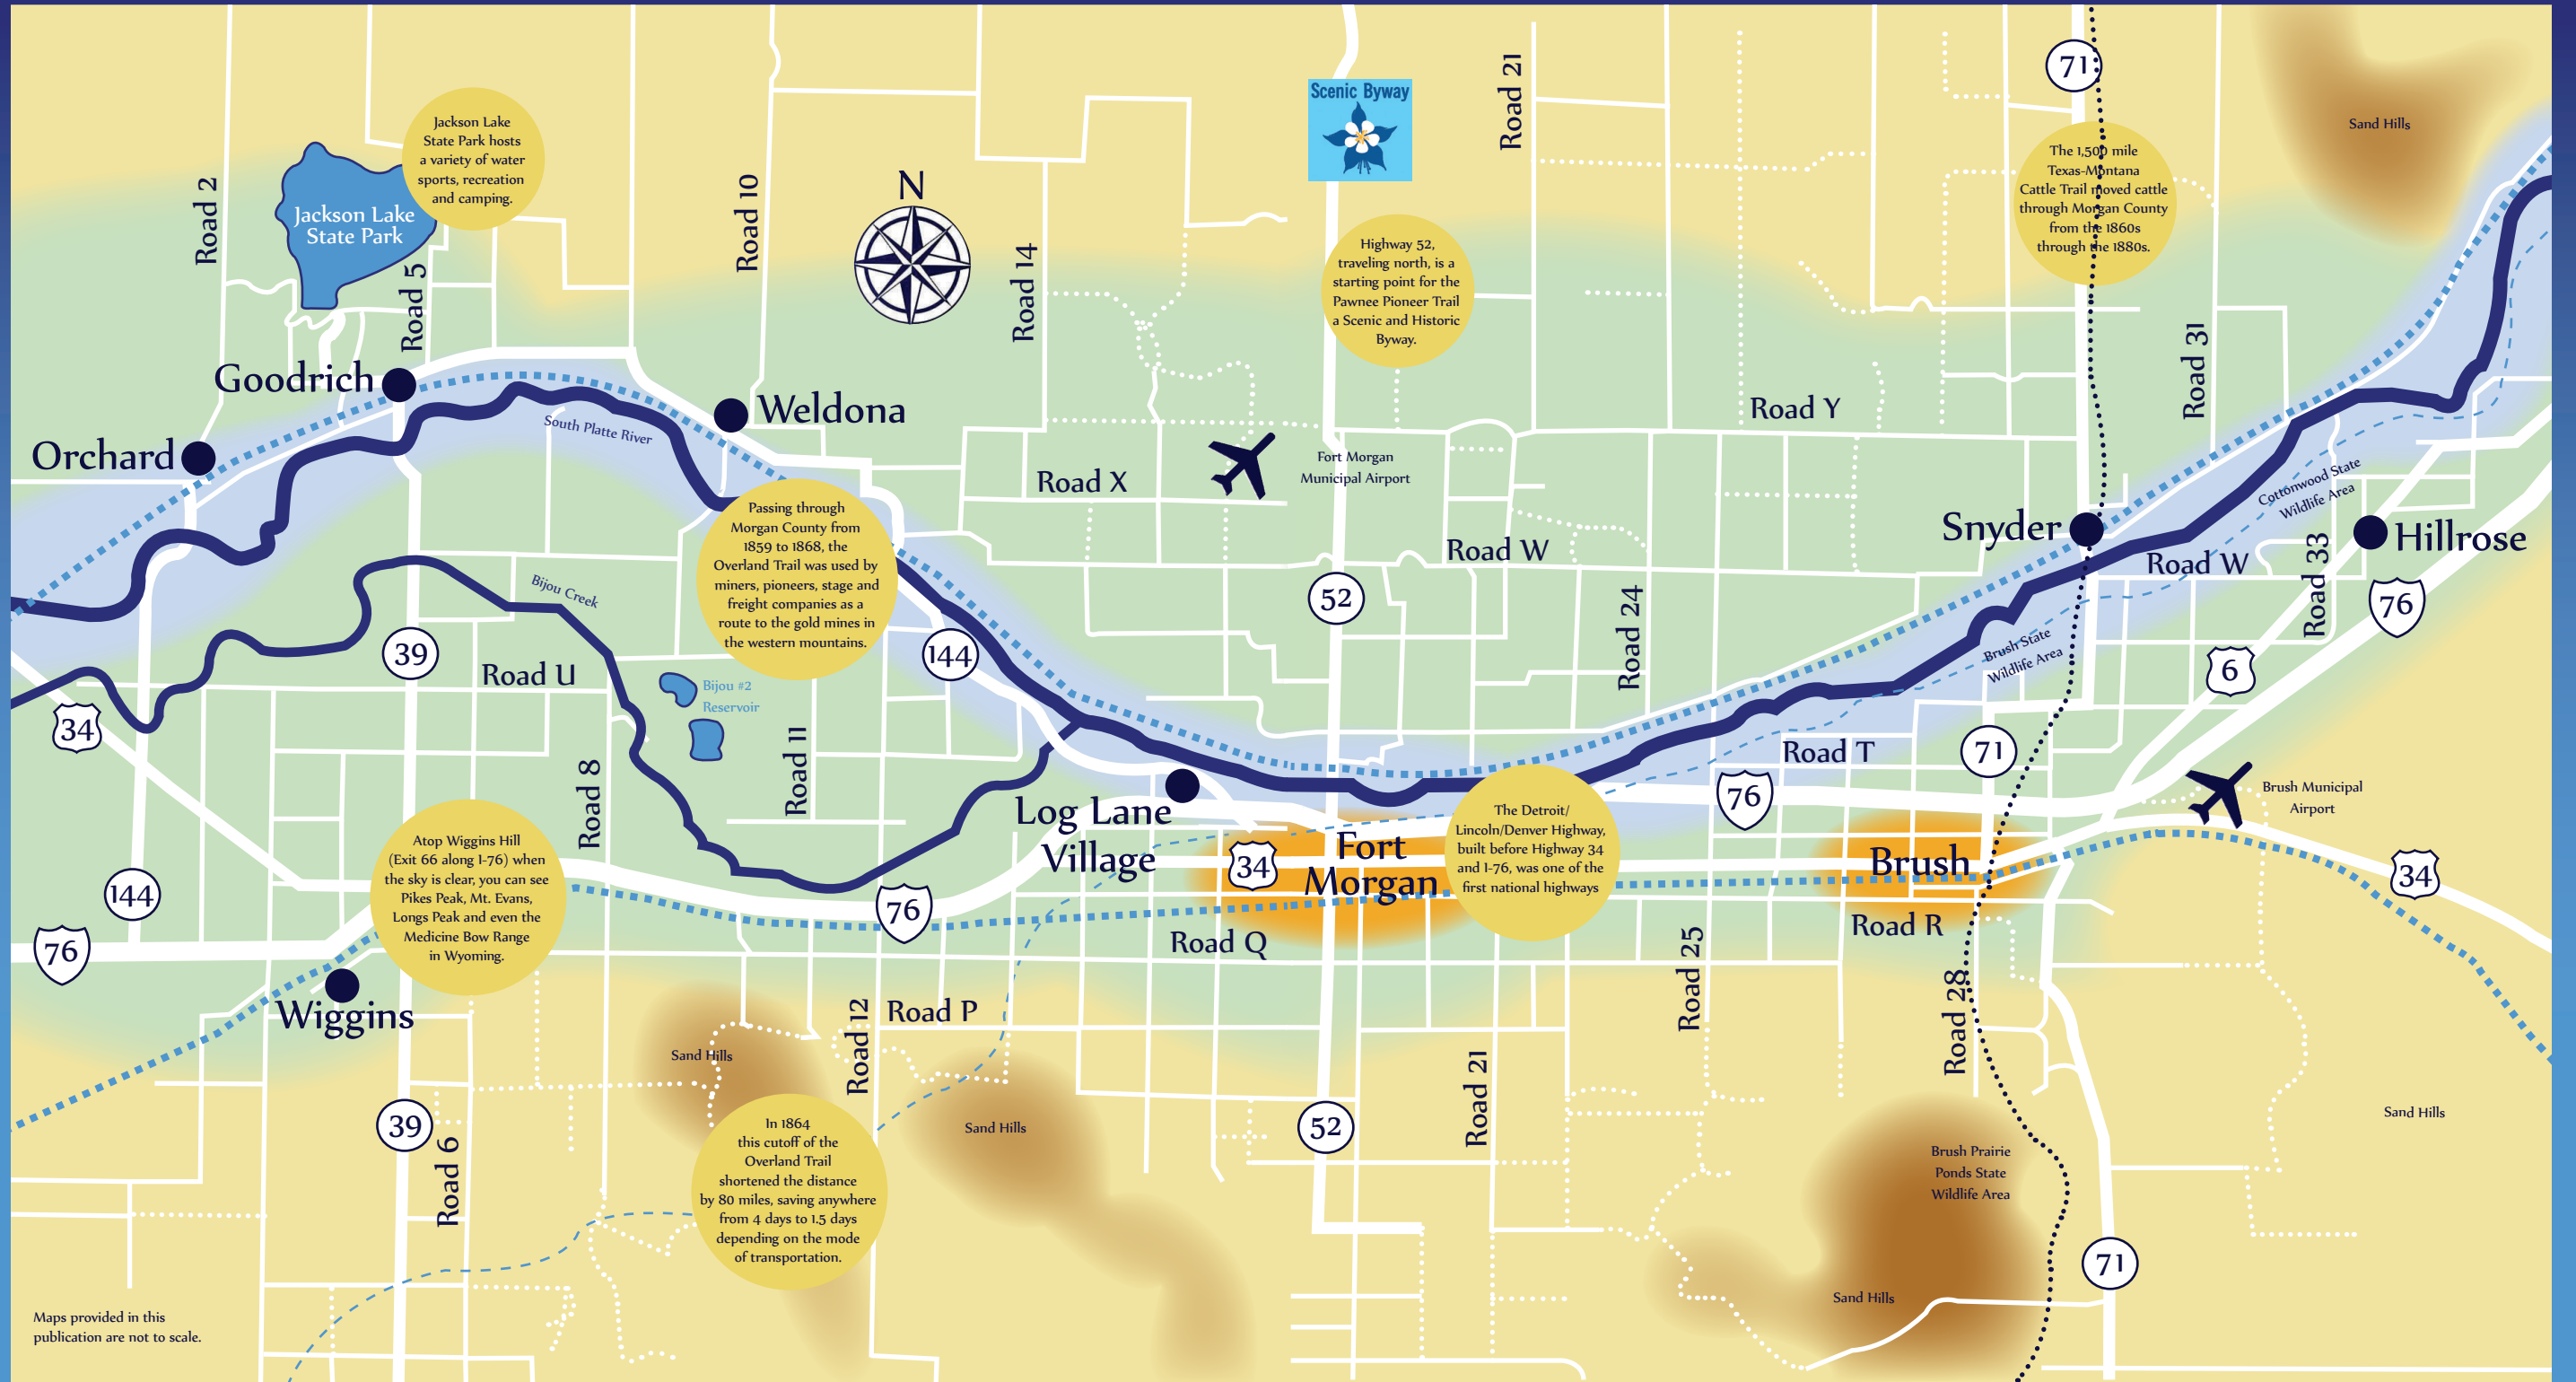 71
Scenic Byway
Road 21
Sand Hills
Jackson Lake
State Park hosts
a variety of water
sports, recreation
and camping.
The 1,500 mile
Texas-Montana
Cattle Trail moved cattle
through Morgan County
from the 1860s
through the 1880s.
Road 2
Jackson Lake
State Park
Road 10
N
Road 5
Road 14
Highway 52,
traveling north, is a
starting point for the
Pawnee Pioneer Trail
a Scenic and Historic
Byway.
Road 31
Goodrich
Weldona
South Platte River
Road Y
Orchard
Road X
Fort Morgan
Municipal Airport
Cottonwood State
Wildlife Area
Snyder
Hillrose
Passing through
Morgan County from
1859 to 1868, the
Overland Trail was used by
miners, pioneers, stage and
freight companies as a
route to the gold mines in
the western mountains.
Road W
Road W
Road 33
Bijou Creek
52
76
Road 24
39
144
Brush State
Wildlife Area
Road U
6
Bijou #2
Reservoir
34
Road 11
Road T
71
Road 8
76
Brush Municipal
Airport
Log Lane
Village
Fort
Morgan
34
The Detroit/
Lincoln/Denver Highway,
built before Highway 34
and I-76, was one of the
first national highways
Brush
34
Atop Wiggins Hill
(Exit 66 along I-76) when
the sky is clear, you can see
Pikes Peak, Mt. Evans,
Longs Peak and even the
Medicine Bow Range
in Wyoming.
144
76
76
Road R
Road Q
Road 25
Wiggins
Road P
Road 12
Road 28
Sand Hills
39
Sand Hills
52
Road 21
Sand Hills
Road 6
In 1864
this cutoff of the
Overland Trail
shortened the distance
by 80 miles, saving anywhere
from 4 days to 1.5 days
depending on the mode
of transportation.
Brush Prairie
Ponds State
Wildlife Area
71
Sand Hills
Maps provided in this
publication are not to scale.